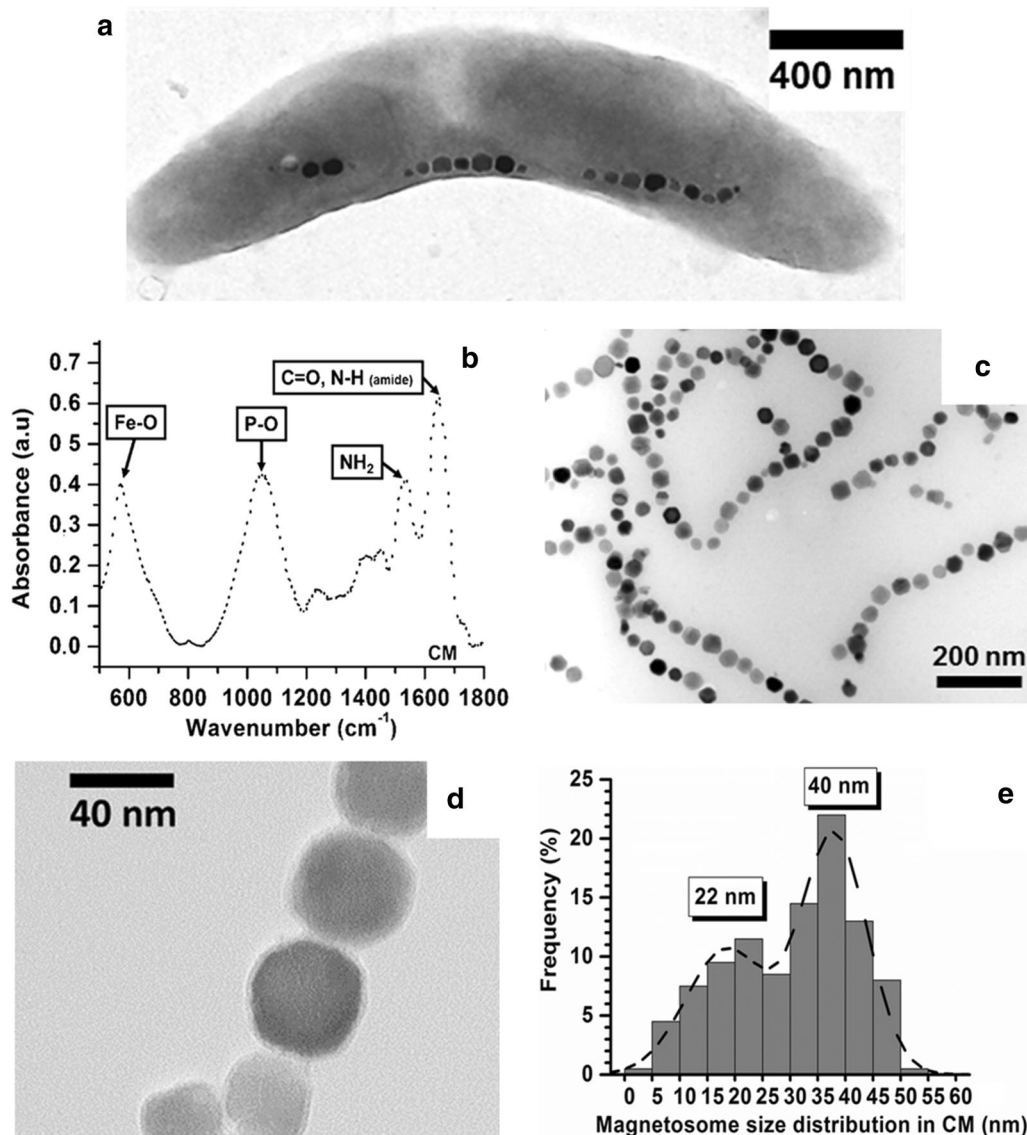 a
400 nm
b
0.7
0.6
0.5
0.4
0.3
0.2
0.1
0.0
Absorbance (a.u)
Fe-O
P-O
NH₂
C=O, N-H (amide)
CM
600 800 1000 1200 1400 1600 1800
Wavenumber (cm⁻¹)
c
200 nm
d
40 nm
e
25
20
15
10
5
0
Frequency (%)
22 nm
40 nm
0 5 10 15 20 25 30 35 40 45 50 55 60
Magnetosome size distribution in CM (nm)